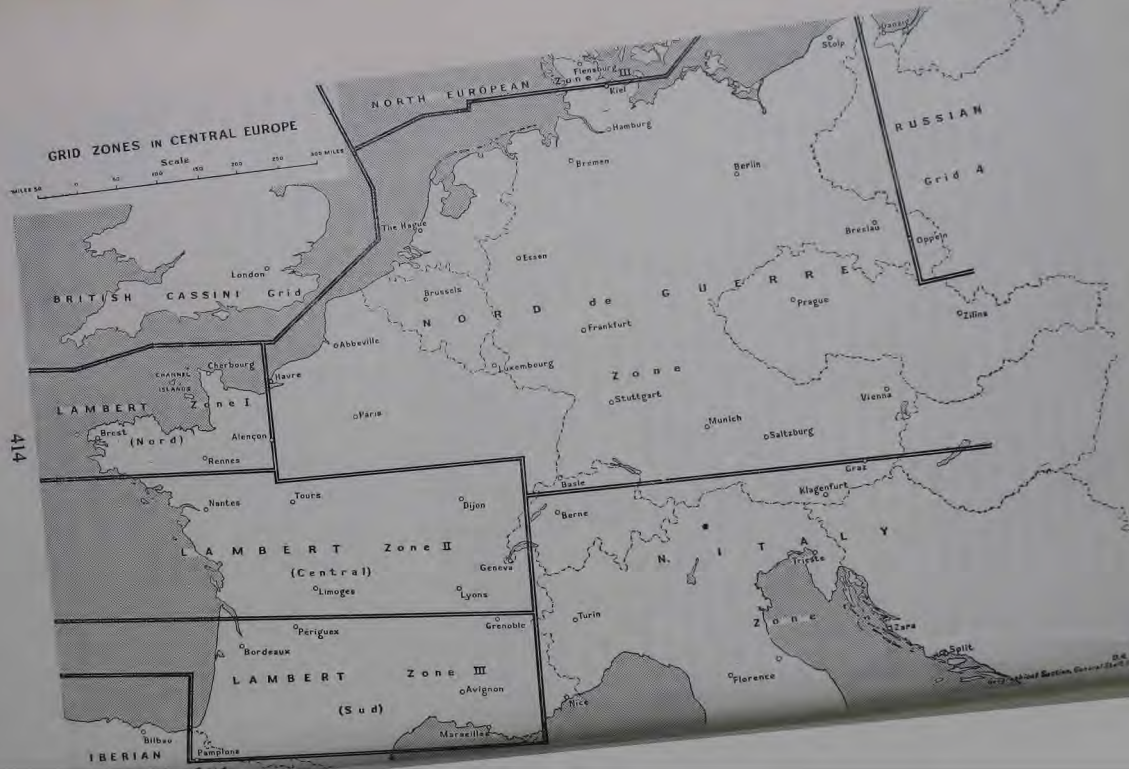 GRID ZONES IN CENTRAL EUROPE
Scale
MILES 50 0 50 100 150 200 250 300 MILES
NORTH EUROPEAN Zone III
Flensburg
Kiel
Hamburg
Bremen
Berlin
Stolp
Danzig
RUSSIAN
Grid 4
The Hague
Essen
Breslau
Oppeln
London
BRITISH CASSINI Grid
Brussels
NORD de GUERRE
Zone
Frankfurt
Prague
Zilina
Abbeville
Luxembourg
CHANNEL
ISLANDS
Cherbourg
Havre
LAMBERT Zone I
(Nord)
Brest
Alençon
Rennes
Paris
Stuttgart
Munich
Saltzburg
Vienna
414
Basle
Graz
Klagenfurt
Nantes
Tours
Dijon
Berne
LAMBERT Zone II
(Central)
Geneva
Limoges
Lyons
N. ITALY
Zone
Trieste
Turin
Grenoble
Périguex
Bordeaux
LAMBERT Zone III
(Sud)
Avignon
Zara
Split
Florence
Nice
Marseilles
Bilbau
Pamplona
IBERIAN